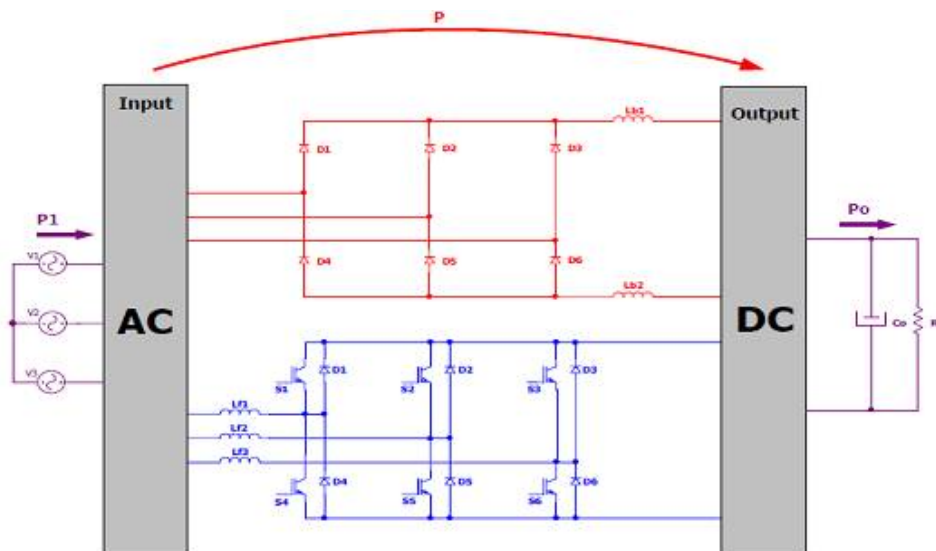 P
Input
Output
Lb1
D1
D2
D3
P1
Po
V1
D4
D5
D6
Lb2
V2
AC
DC
Co
R
V3
D1
D2
D3
S1
S2
S3
Lf1
Lf2
Lf3
D4
D5
D6
S4
S5
S6